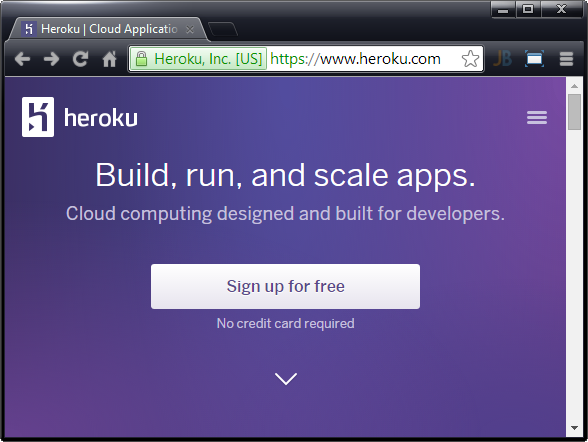 Heroku | Cloud Applicatio
Heroku, Inc. [US] https://www.heroku.com JB
heroku
Build, run, and scale apps.
Cloud computing designed and built for developers.
Sign up for free
No credit card required